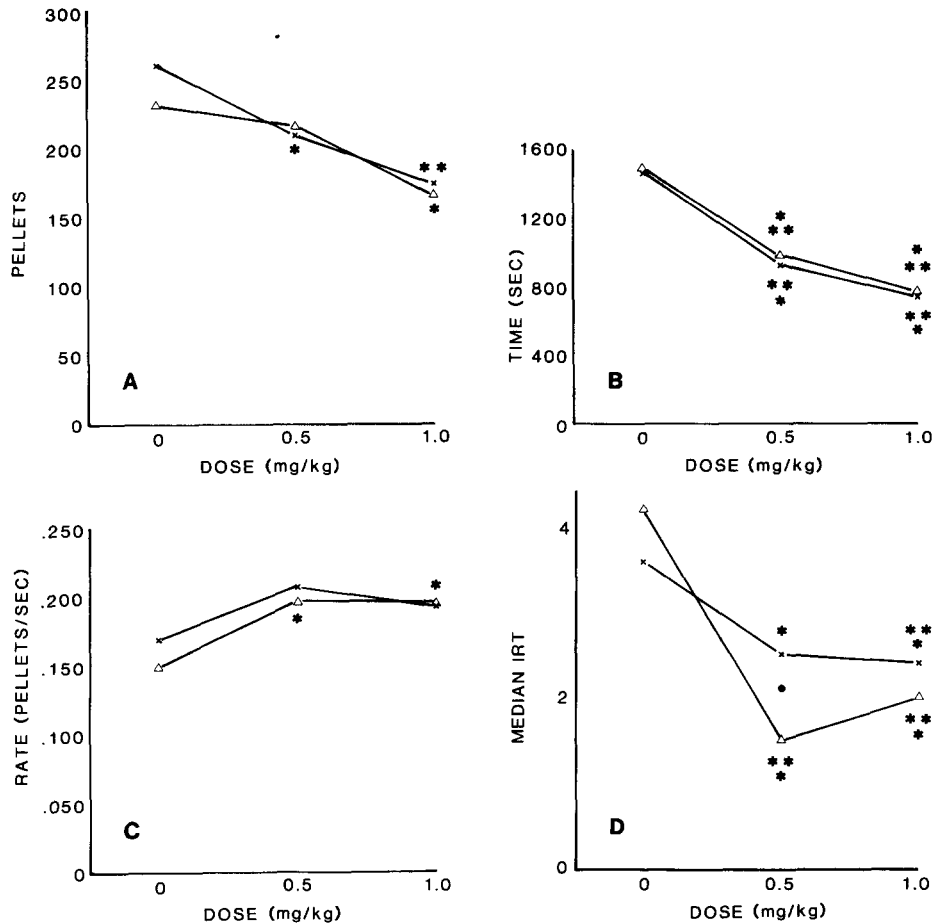 300
250
200
150
100
50
0
PELLETS
*
* *
*
A
0 0.5 1.0
DOSE (mg/kg)
1600
1200
800
400
0
TIME (SEC)
*
* *
* *
*
*
* *
* *
*
B
0 0.5 1.0
DOSE (mg/kg)
.250
.200
.150
.100
.050
0
RATE (PELLETS/SEC)
*
*
C
0 0.5 1.0
DOSE (mg/kg)
4
2
0
MEDIAN IRT
*
* *
*
* *
*
* *
*
D
0 0.5 1.0
DOSE (mg/kg)